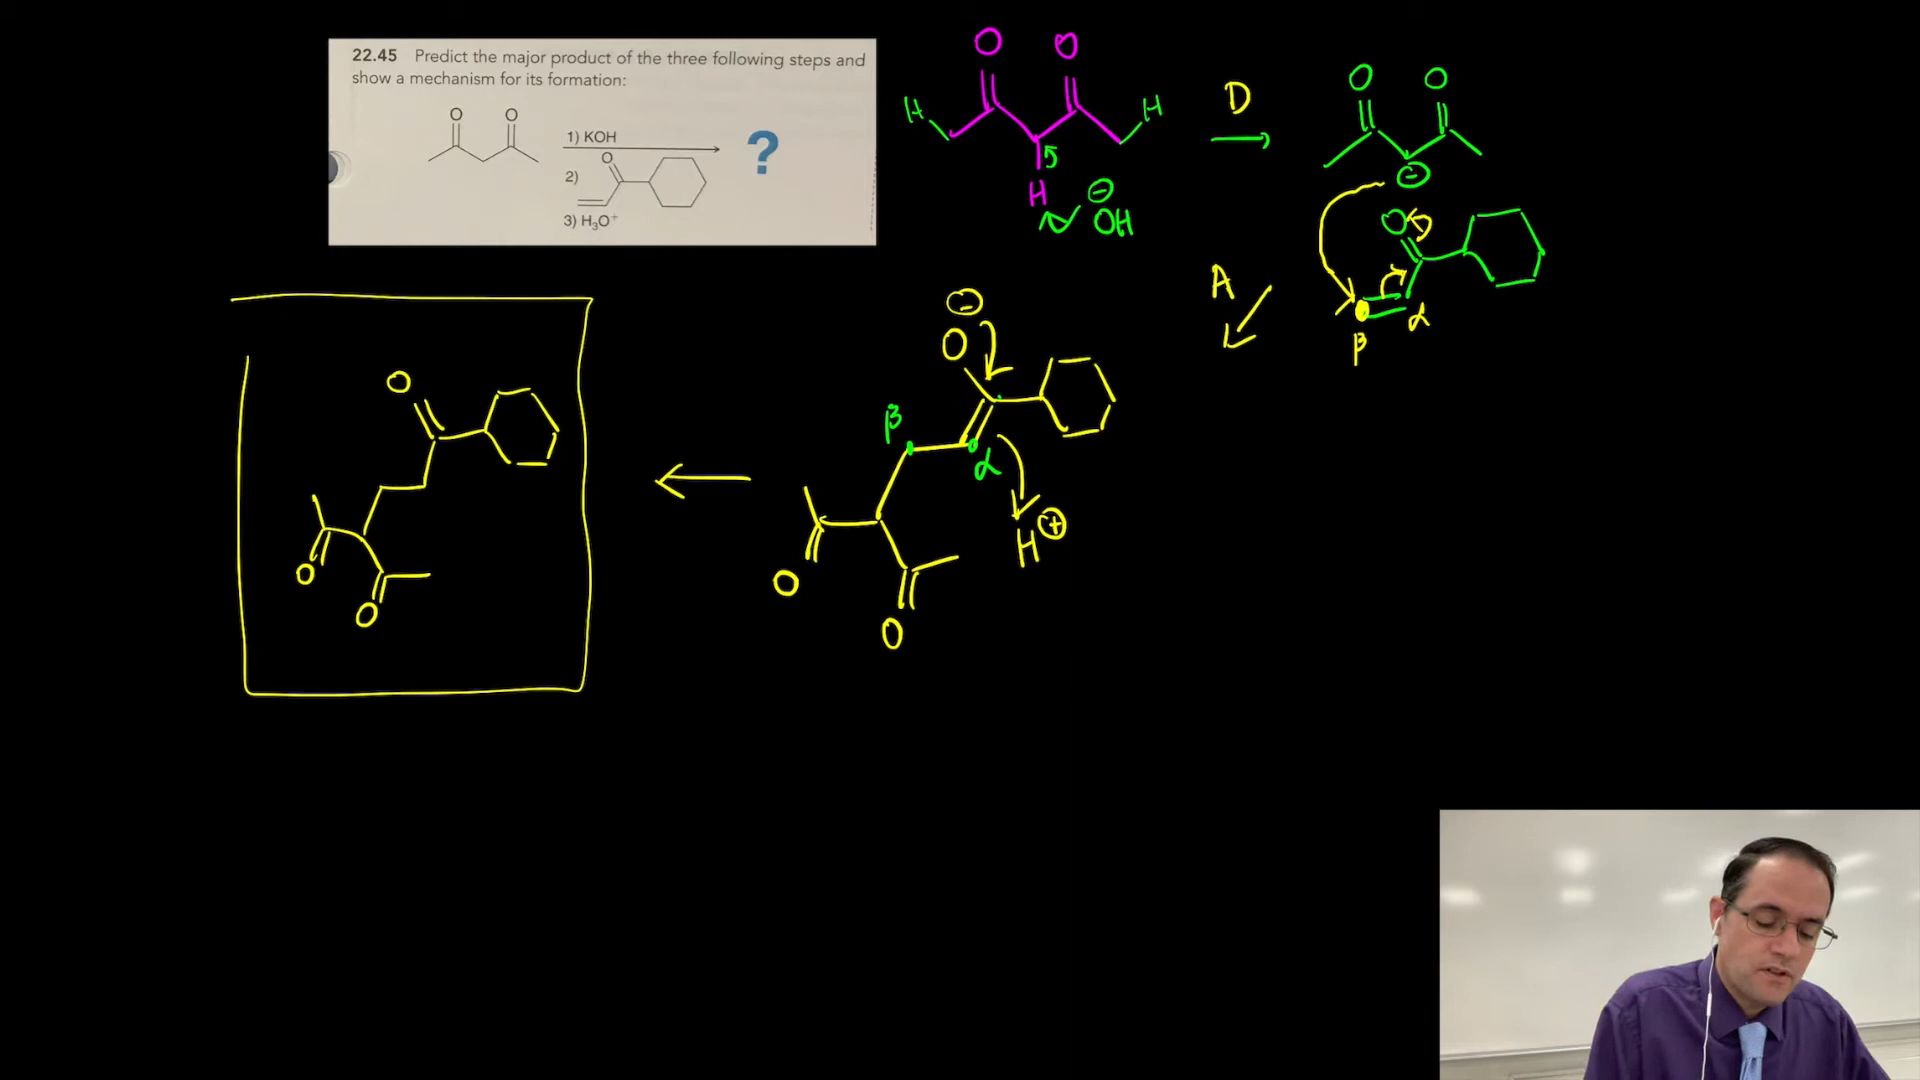 22.45 Predict the major product of the three following steps and
show a mechanism for its formation:
O O
1) KOH
?
O
2)
3) H₃O⁺
O O
H H
H
⊖
OH
D
O O
⊖
O
β α
A
⊖
O
β
α
H⊕
O
O
O
O
O